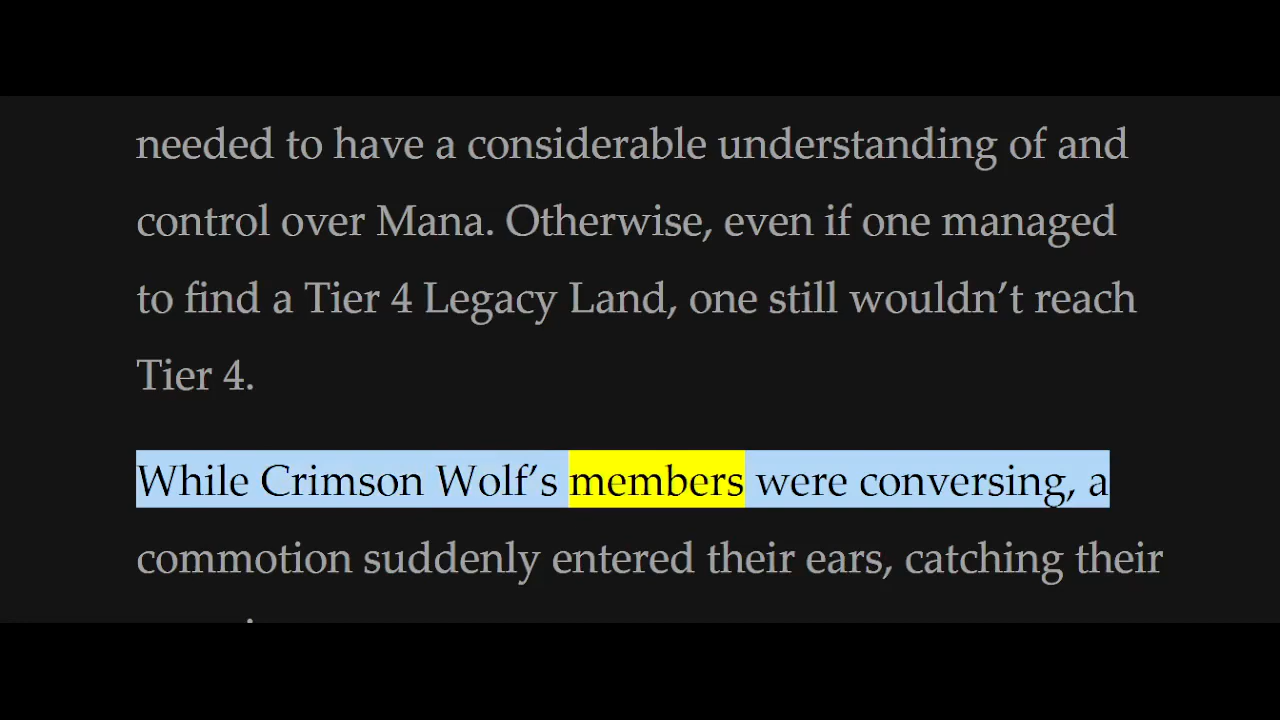 needed to have a considerable understanding of and
control over Mana. Otherwise, even if one managed
to find a Tier 4 Legacy Land, one still wouldn’t reach
Tier 4.
While Crimson Wolf’s members were conversing, a
commotion suddenly entered their ears, catching their